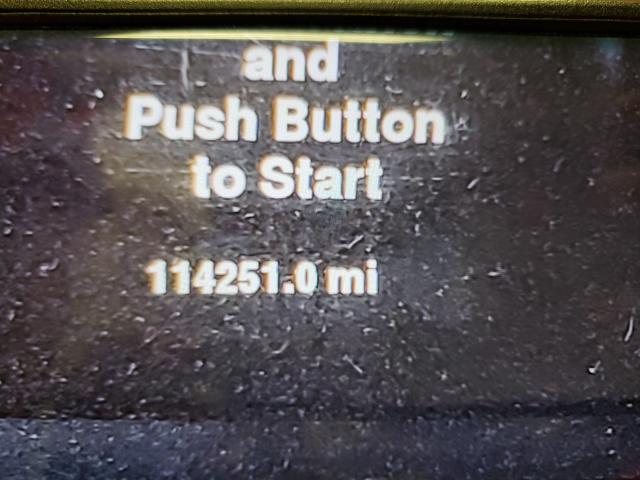 and
Push Button
to Start
114251.0 mi